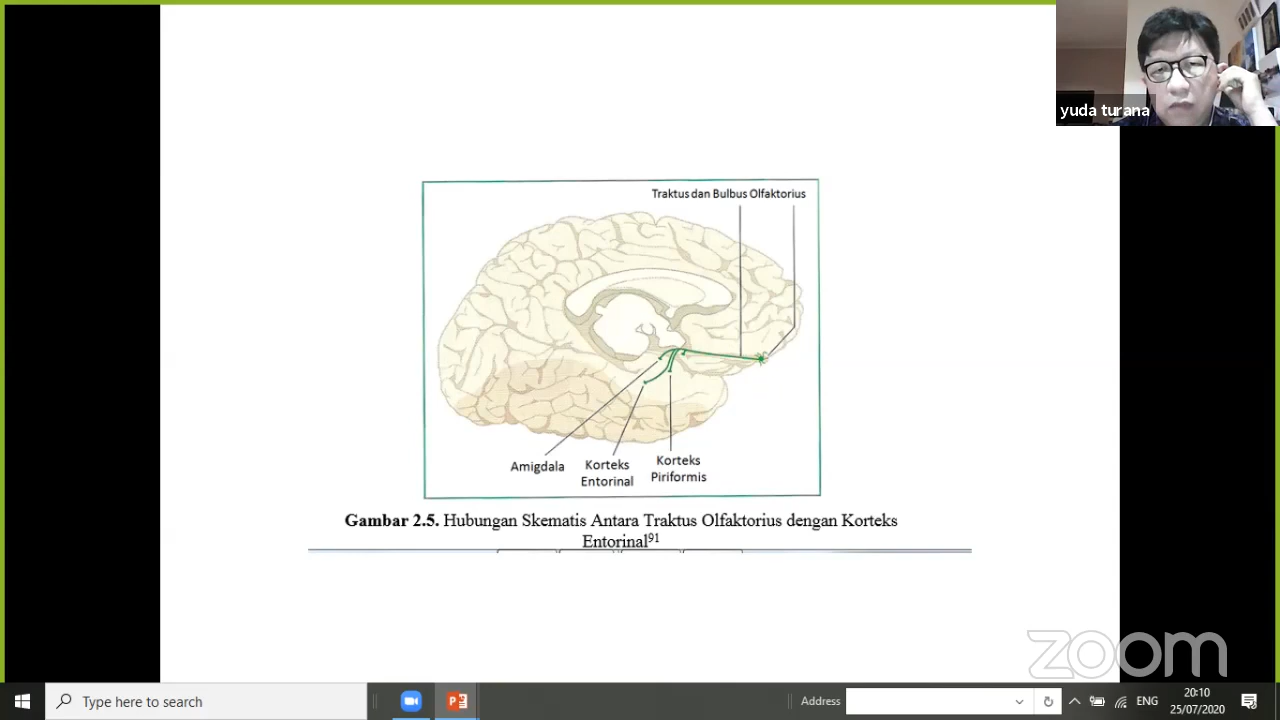 yuda turana
Traktus dan Bulbus Olfaktorius
Amigdala
Korteks
Entorinal
Korteks
Piriformis
Gambar 2.5. Hubungan Skematis Antara Traktus Olfaktorius dengan Korteks
Entorinal91
zoom
Type here to search
Address
ENG
20:10
25/07/2020